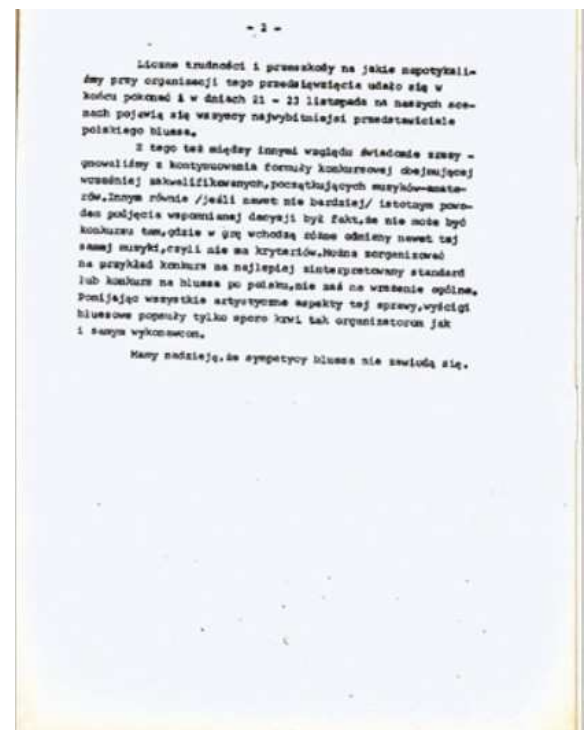 - 2 -
Liczne trudności i przeszkody na jakie napotykali-
śmy przy organizacji tego przedsięwzięcia udało się w
końcu pokonać i w dniach 21 - 23 listopada na naszych sce-
nach pojawią się wszyscy najwybitniejsi przedstawiciele
polskiego bluesa.
Z tego też między innymi względu świadomie zrezy -
gnowaliśmy z kontynuowania formuły konkursowej obejmującej
wcześniej zakwalifikowanych,początkujących muzyków-amato-
rów.Innym równie /jeśli nawet nie bardziej/ istotnym powo-
dem podjęcia wspomnianej decyzji był fakt,że nie może być
konkursu tam,gdzie w grę wchodzą różne odmiany nawet tej
samej muzyki,czyli nie ma kryteriów.Można zorganizować
na przykład konkurs na najlepiej zinterpretowany standard
lub konkurs na bluesa po polsku,nie zaś na wrażenie ogólne.
Pomijając wszystkie artystyczne aspekty tej sprawy,wyścigi
bluesowe popsuły tylko sporo krwi tak organizatorom jak
i samym wykonawcom.
Mamy nadzieję,że sympatycy bluesa nie zawiodą się.